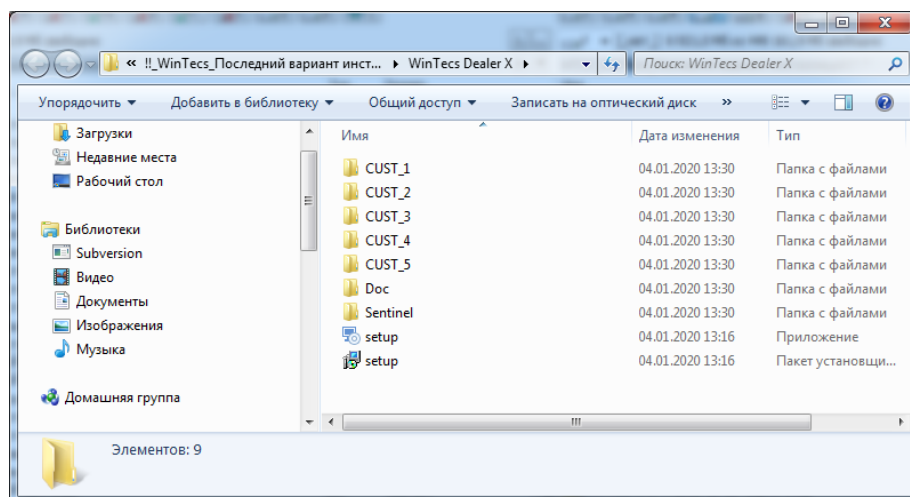 « !!_WinTecs_Последний вариант инст... WinTecs Dealer X
Поиск: WinTecs Dealer X
Упорядочить Добавить в библиотеку Общий доступ Записать на оптический диск »
Загрузки
Недавние места
Рабочий стол
Библиотеки
Subversion
Видео
Документы
Изображения
Музыка
Домашняя группа
Имя Дата изменения Тип
CUST_1 04.01.2020 13:30 Папка с файлами
CUST_2 04.01.2020 13:30 Папка с файлами
CUST_3 04.01.2020 13:30 Папка с файлами
CUST_4 04.01.2020 13:30 Папка с файлами
CUST_5 04.01.2020 13:30 Папка с файлами
Doc 04.01.2020 13:30 Папка с файлами
Sentinel 04.01.2020 13:30 Папка с файлами
setup 04.01.2020 13:16 Приложение
setup 04.01.2020 13:16 Пакет установщи...
Элементов: 9